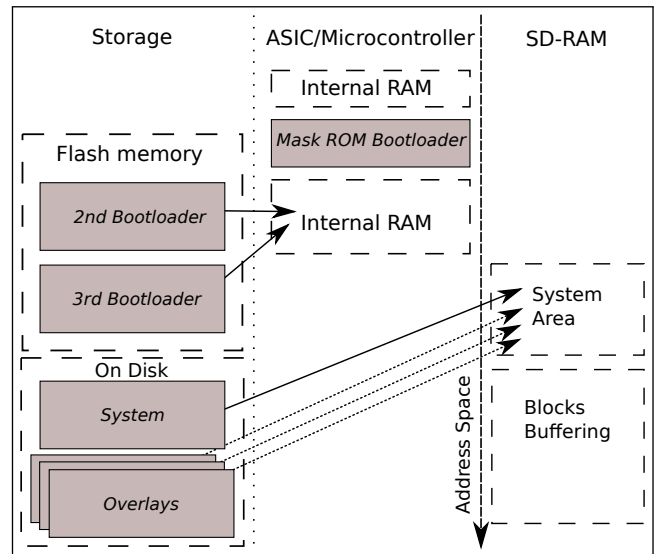 Storage
ASIC/Microcontroller
SD-RAM
Internal RAM
Mask ROM Bootloader
Flash memory
2nd Bootloader
Internal RAM
3rd Bootloader
System
Area
On Disk
System
Blocks
Buffering
Address Space
Overlays